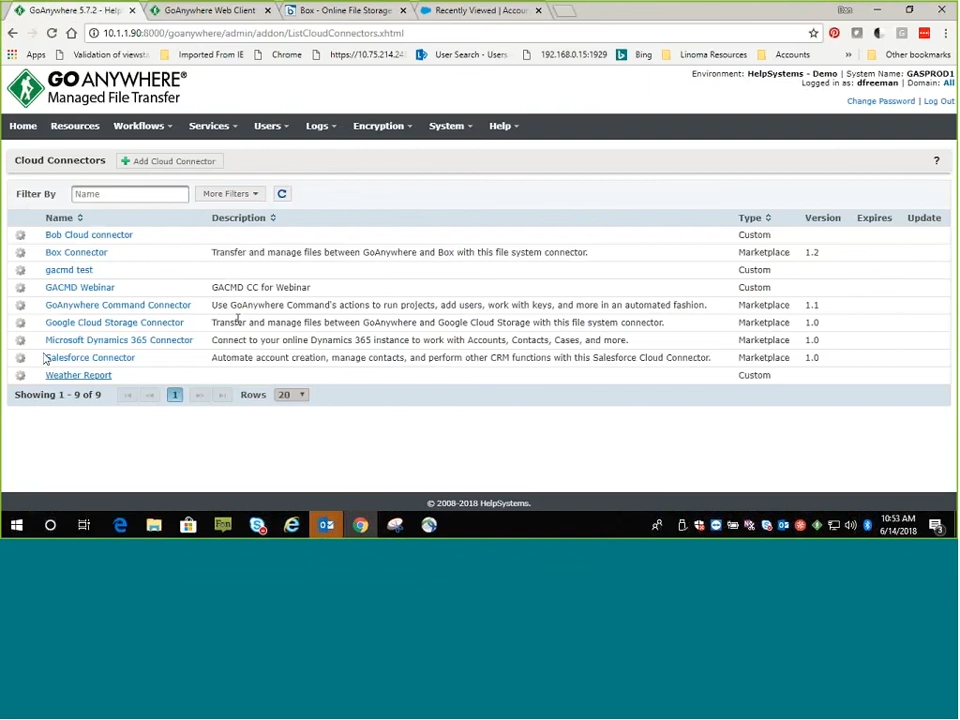 GoAnywhere 5.7.2 - Help
GoAnywhere Web Client
Box - Online File Storage
Recently Viewed | Accou
10.1.1.90:8000/goanywhere/admin/addon/ListCloudConnectors.xhtml
Apps
Validation of views
Imported From IE
Chrome
https://10.75.214.24
User Search - Users
192.168.0.15:1929
Bing
Linoma Resources
Accounts
»
Other bookmarks
GO ANYWHERE®
Managed File Transfer
Environment: HelpSystems - Demo | System Name: GASPROD1
Logged in as: dfreeman | Domain: All
Change Password | Log Out
Home Resources Workflows Services Users Logs Encryption System Help
Cloud Connectors Add Cloud Connector ?
Filter By Name More Filters
Name Description Type Version Expires Update
Bob Cloud connector Custom
Box Connector Transfer and manage files between GoAnywhere and Box with this file system connector. Marketplace 1.2
gacmd test Custom
GACMD Webinar GACMD CC for Webinar Custom
GoAnywhere Command Connector Use GoAnywhere Command's actions to run projects, add users, work with keys, and more in an automated fashion. Marketplace 1.1
Google Cloud Storage Connector Transfer and manage files between GoAnywhere and Google Cloud Storage with this file system connector. Marketplace 1.0
Microsoft Dynamics 365 Connector Connect to your online Dynamics 365 instance to work with Accounts, Contacts, Cases, and more. Marketplace 1.0
Salesforce Connector Automate account creation, manage contacts, and perform other CRM functions with this Salesforce Cloud Connector. Marketplace 1.0
Weather Report Custom
Showing 1 - 9 of 9 1 Rows 20
© 2008-2018 HelpSystems.
10:53 AM
6/14/2018
3